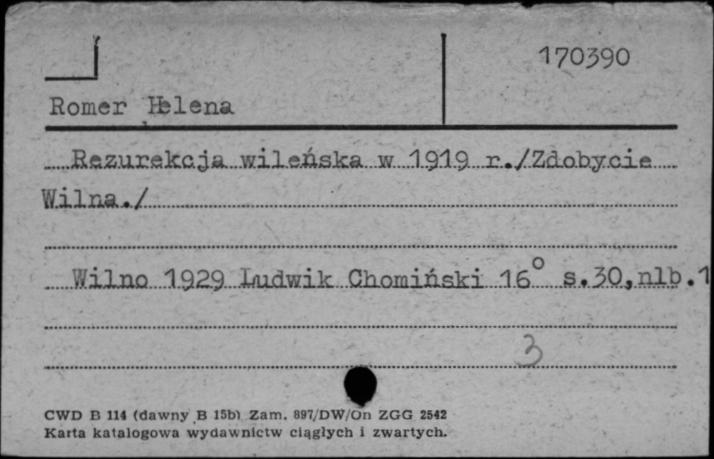 170390
Romer Helena
Rezurekcja wileńska w 1919 r./Zdobycie
Wilna./
Wilno 1929 Ludwik Chomiński 16° s.30,nlb.1
3
CWD B 114 (dawny B 15b) Zam. 897/DW/On ZGG 2542
Karta katalogowa wydawnictw ciągłych i zwartych.